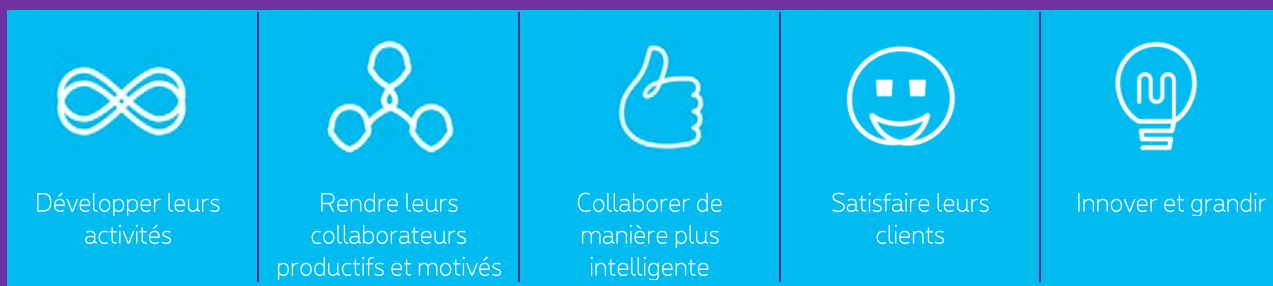 Développer leurs
activités
Rendre leurs
collaborateurs
productifs et motivés
Collaborer de
manière plus
intelligente
Satisfaire leurs
clients
Innover et grandir